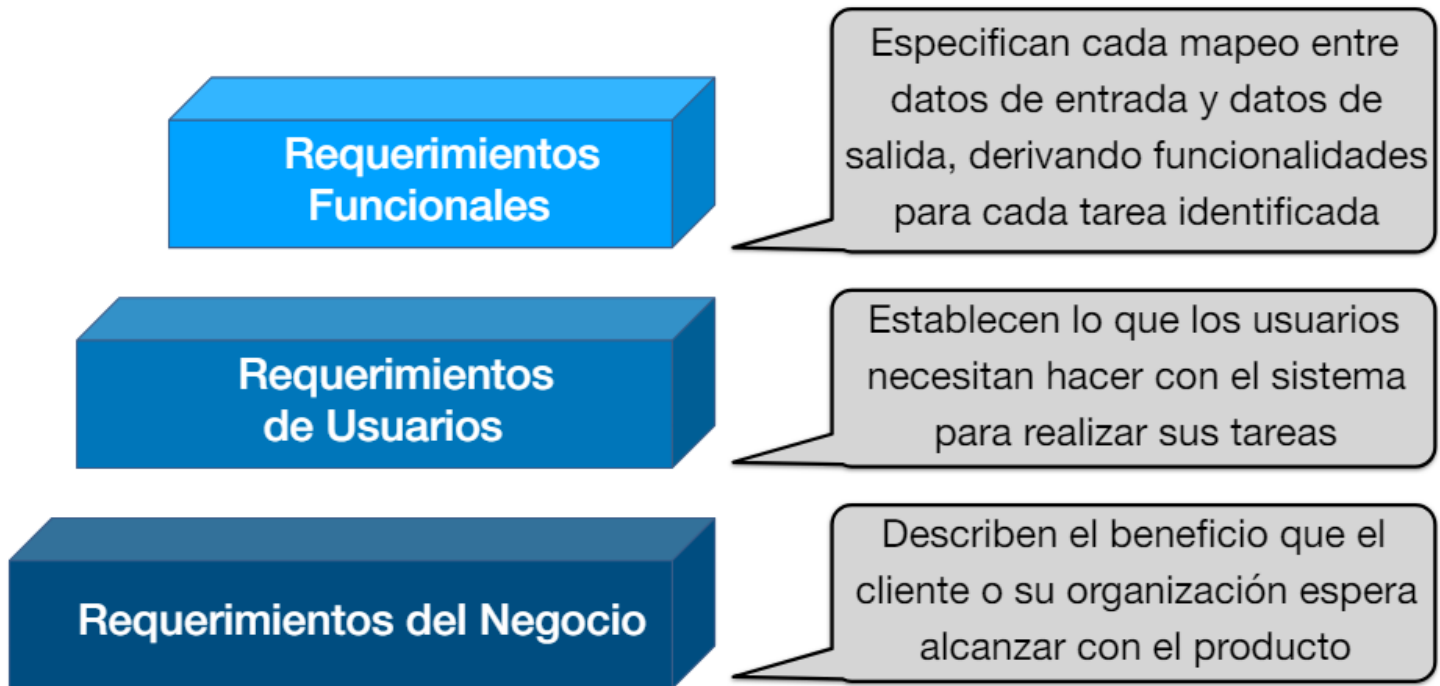 Requerimientos
Funcionales
Especifican cada mapeo entre
datos de entrada y datos de
salida, derivando funcionalidades
para cada tarea identificada
Requerimientos
de Usuarios
Establecen lo que los usuarios
necesitan hacer con el sistema
para realizar sus tareas
Requerimientos del Negocio
Describen el beneficio que el
cliente o su organización espera
alcanzar con el producto